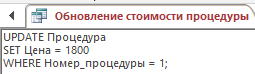 Обновление стоимости процедуры
UPDATE Процедура
SET Цена = 1800
WHERE Номер_процедуры = 1;